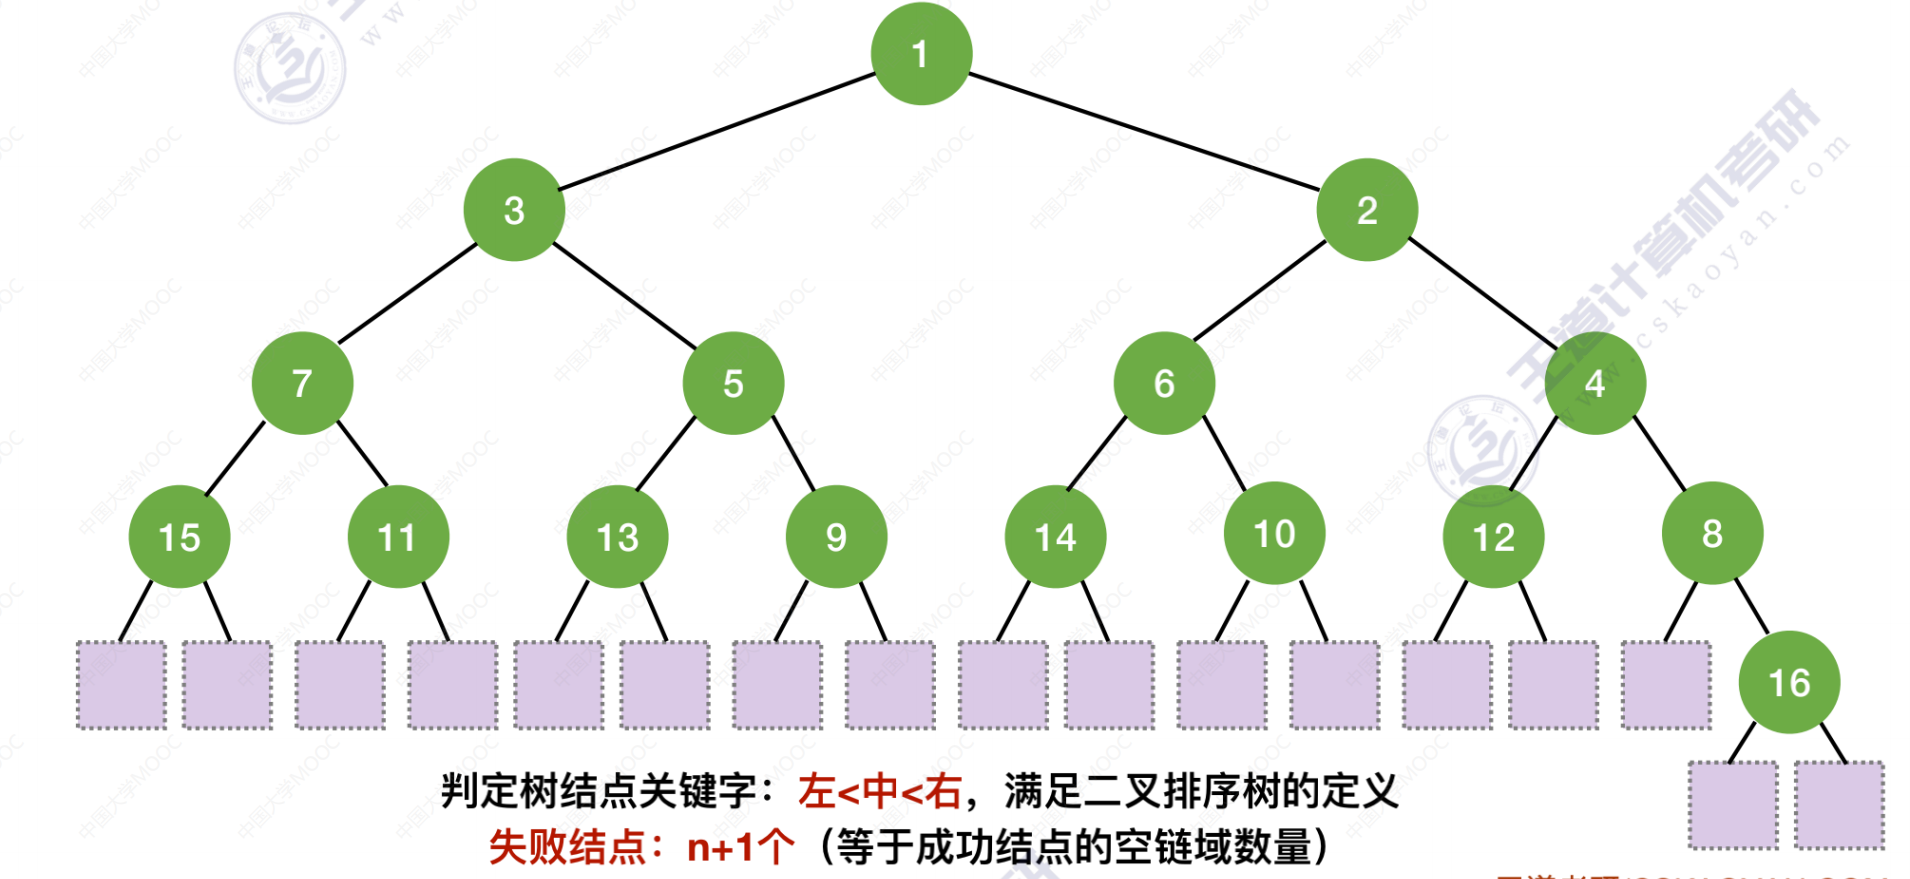 1
3 2
7 5 6 4
15 11 13 9 14 10 12 8
16
判定树结点关键字：左<中<右，满足二叉排序树的定义
失败结点：n+1个（等于成功结点的空链域数量）
王道计算机考研
www.cskaoyan.com
中国大学MOOC